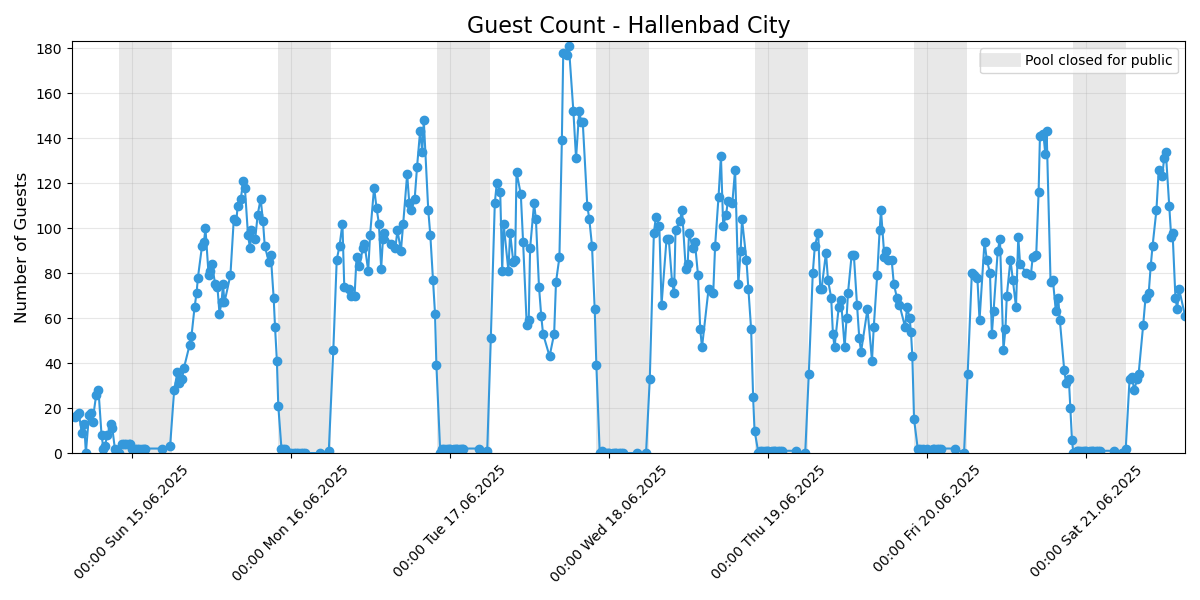 Guest Count - Hallenbad City
Pool closed for public
Number of Guests
180
160
140
120
100
80
60
40
20
0
00:00 Sun 15.06.2025
00:00 Mon 16.06.2025
00:00 Tue 17.06.2025
00:00 Wed 18.06.2025
00:00 Thu 19.06.2025
00:00 Fri 20.06.2025
00:00 Sat 21.06.2025